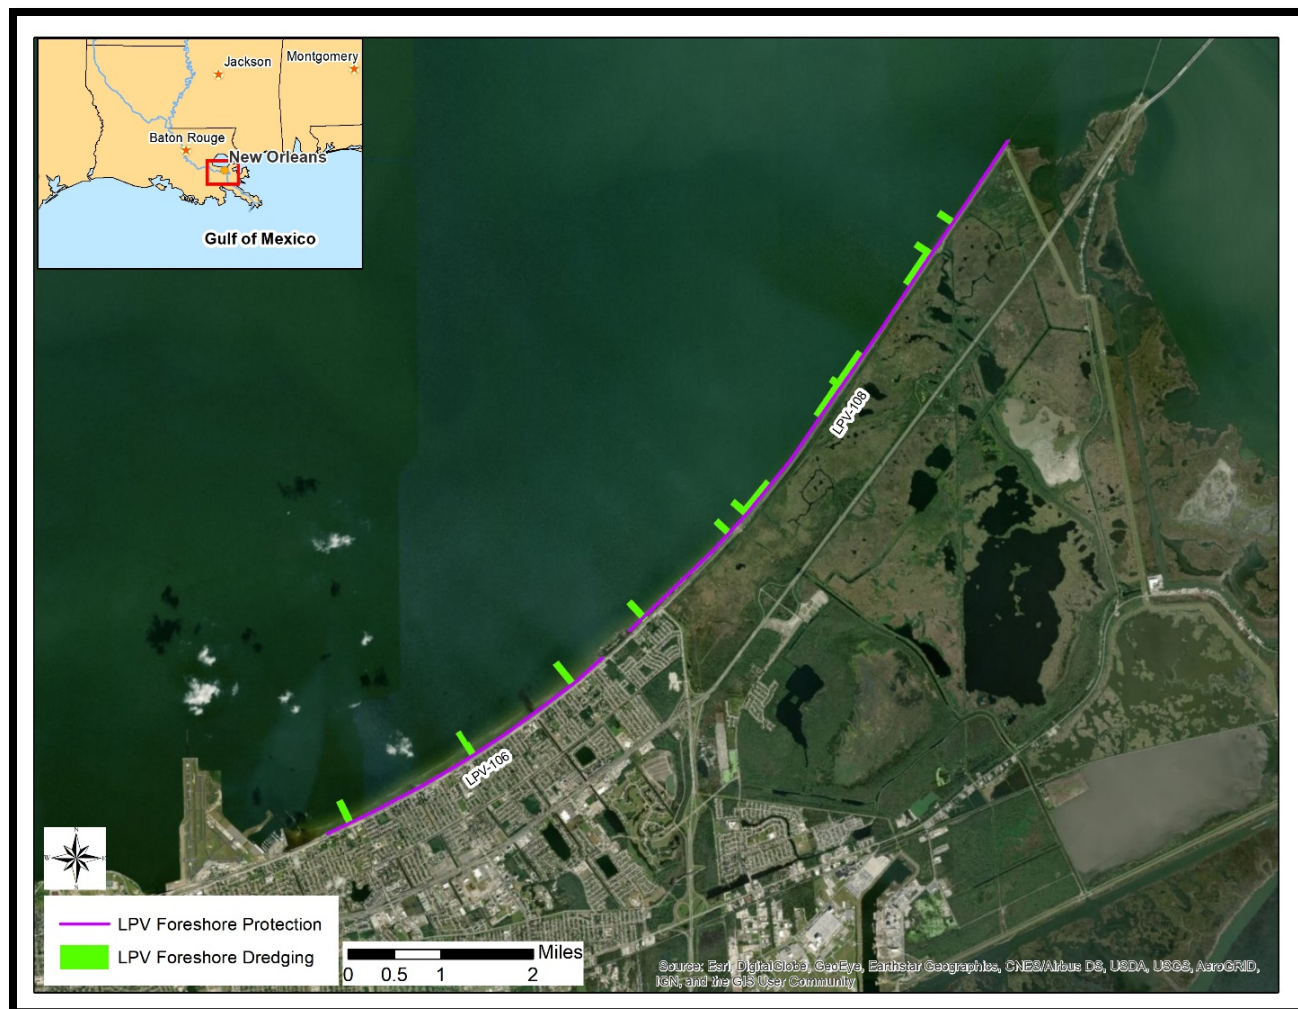 Jackson
Montgomery
Baton Rouge
New Orleans
Gulf of Mexico
LPV-108
LPV-106
N
LPV Foreshore Protection
LPV Foreshore Dredging
Miles
0 0.5 1 2
Source: Esri, DigitalGlobe, GeoEye, Earthstar Geographics, CNES/Airbus DS, USDA, USGS, AeroGRID,
IGN, and the GIS User Community